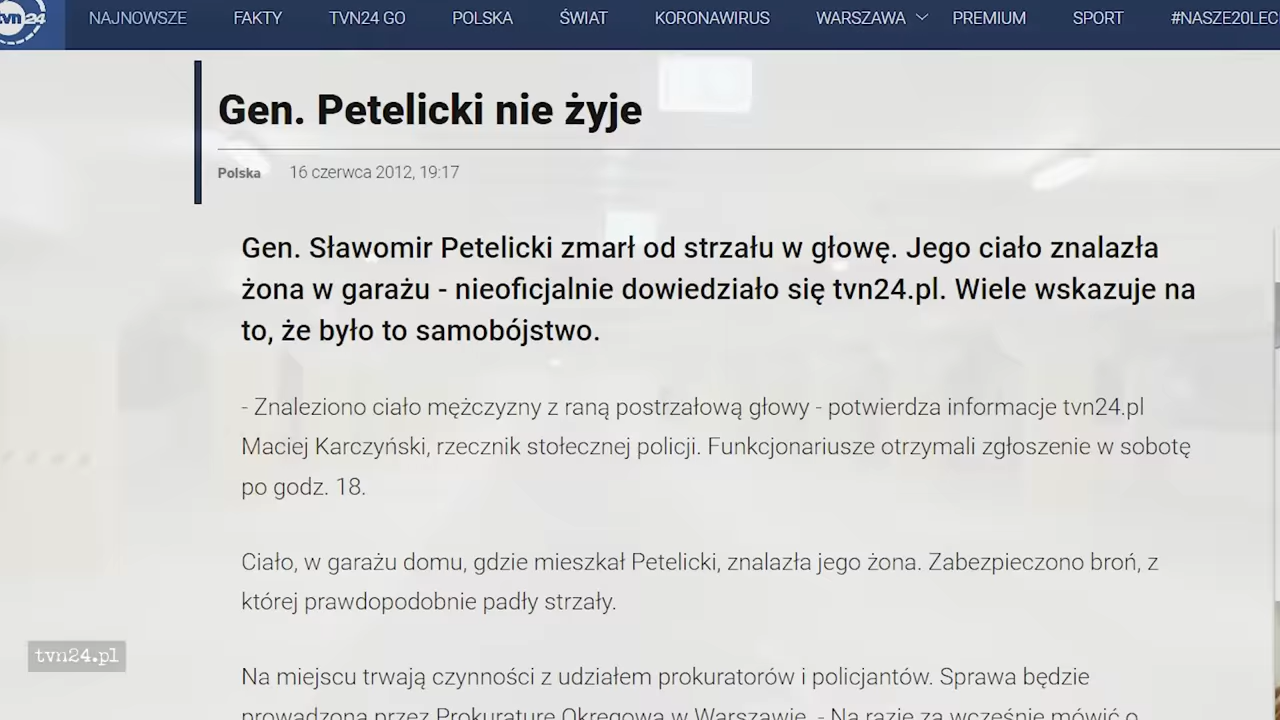 tvn24
NAJNOWSZE FAKTY TVN24 GO POLSKA ŚWIAT KORONAWIRUS WARSZAWA PREMIUM SPORT #NASZE20LEC
Gen. Petelicki nie żyje
Polska 16 czerwca 2012, 19:17
Gen. Sławomir Petelicki zmarł od strzału w głowę. Jego ciało znalazła
żona w garażu - nieoficjalnie dowiedziało się tvn24.pl. Wiele wskazuje na
to, że było to samobójstwo.
- Znaleziono ciało mężczyzny z raną postrzałową głowy - potwierdza informacje tvn24.pl
Maciej Karczyński, rzecznik stołecznej policji. Funkcjonariusze otrzymali zgłoszenie w sobotę
po godz. 18.
Ciało, w garażu domu, gdzie mieszkał Petelicki, znalazła jego żona. Zabezpieczono broń, z
której prawdopodobnie padły strzały.
tvn24.pl
Na miejscu trwają czynności z udziałem prokuratorów i policjantów. Sprawa będzie
prowadzona przez Prokuraturę Okręgową w Warszawie. - Na razie za wcześnie mówić o